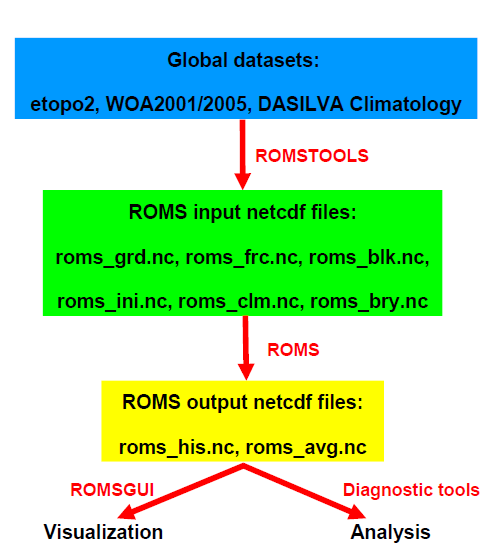 Global datasets:
etopo2, WOA2001/2005, DASILVA Climatology
ROMSTOOLS
ROMS input netcdf files:
roms_grd.nc, roms_frc.nc, roms_blk.nc,
roms_ini.nc, roms_clm.nc, roms_bry.nc
ROMS
ROMS output netcdf files:
roms_his.nc, roms_avg.nc
ROMSGUI
Diagnostic tools
Visualization
Analysis